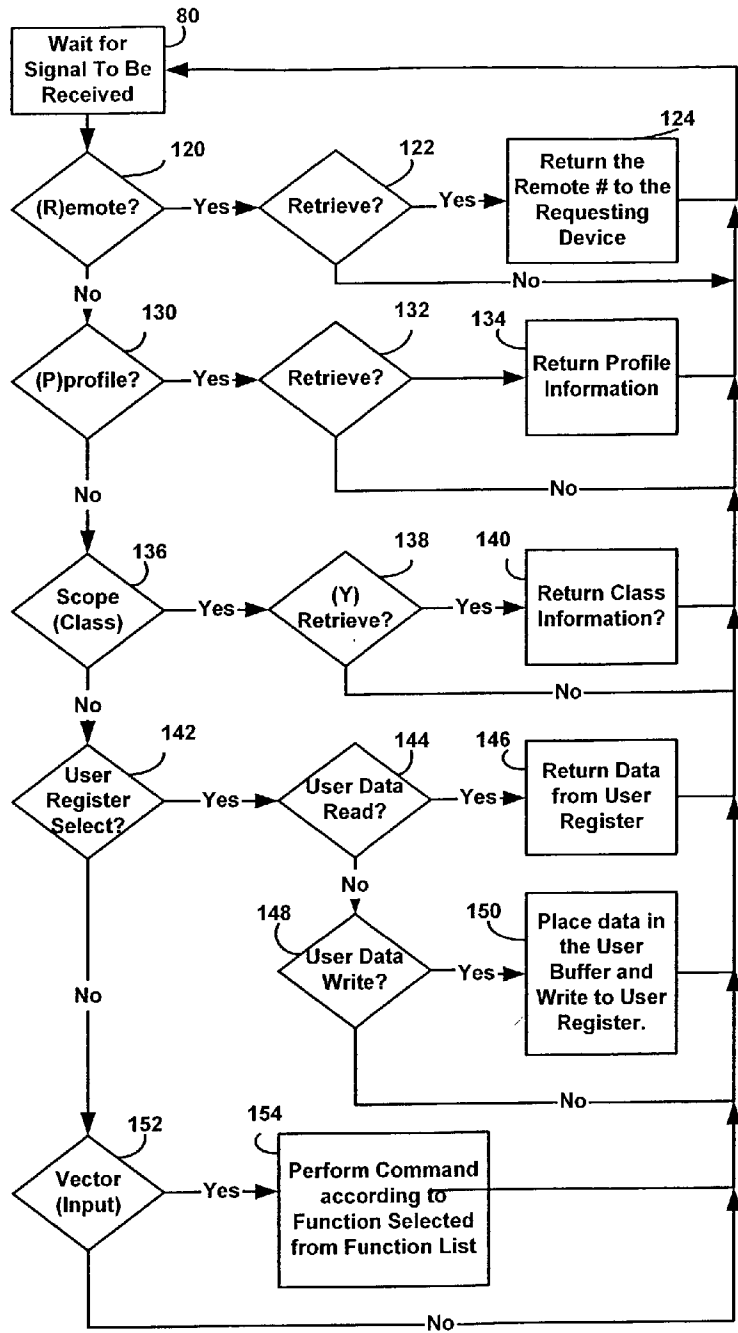 80
Wait for
Signal To Be
Received
120
(R)emote?
Yes
122
Retrieve?
Yes
124
Return the
Remote # to the
Requesting
Device
No
No
130
(P)profile?
Yes
132
Retrieve?
134
Return Profile
Information
No
No
136
Scope
(Class)
Yes
138
(Y)
Retrieve?
Yes
140
Return Class
Information?
No
No
142
User
Register
Select?
Yes
144
User Data
Read?
Yes
146
Return Data
from User
Register
No
148
User Data
Write?
Yes
150
Place data in
the User
Buffer and
Write to User
Register.
No
No
152
Vector
(Input)
Yes
154
Perform Command
according to
Function Selected
from Function List
No